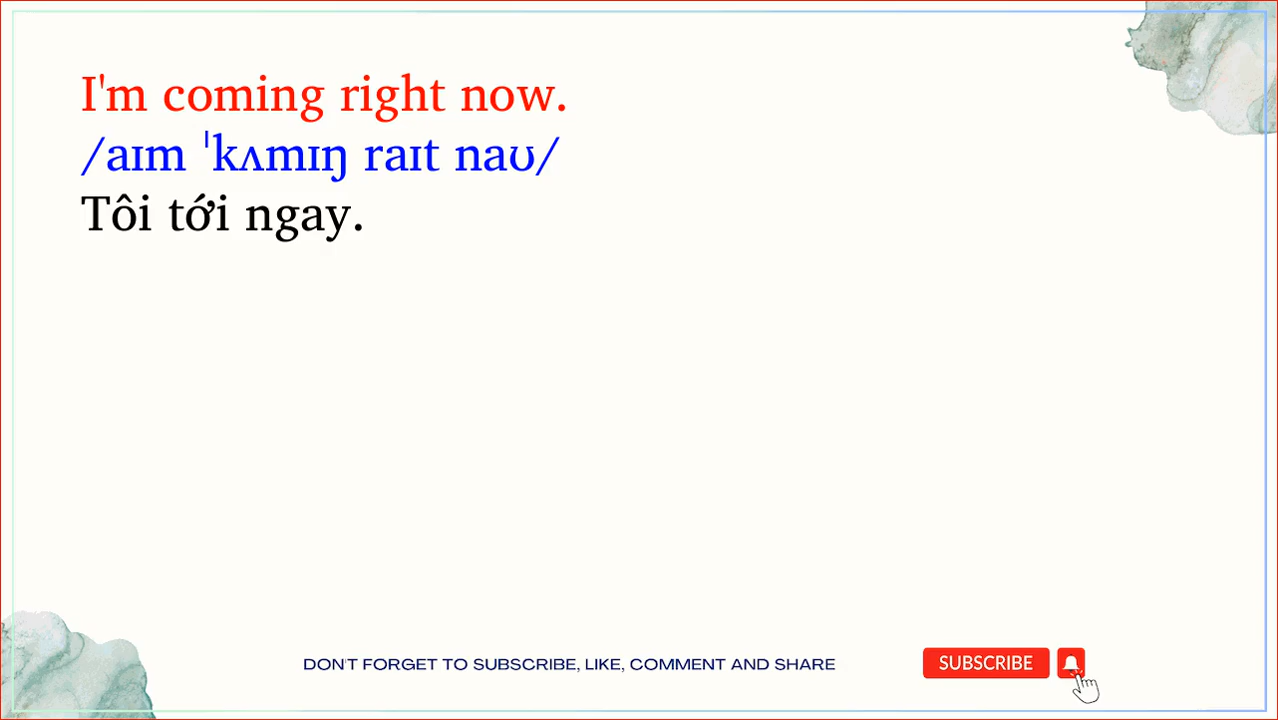 I'm coming right now.
/aɪm ˈkʌmɪŋ raɪt naʊ/
Tôi tới ngay.
DON'T FORGET TO SUBSCRIBE, LIKE, COMMENT AND SHARE
SUBSCRIBE